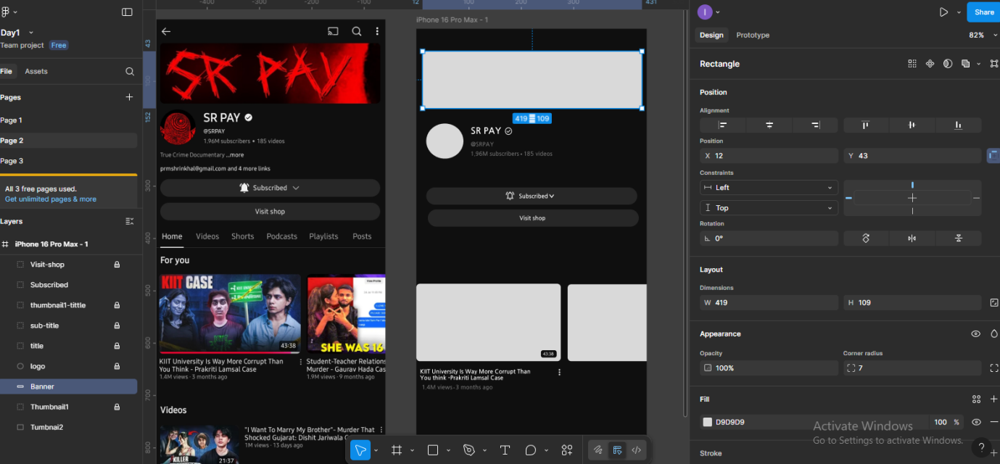 -400
-300
-200
-100
12
100
200
300
431
I
Share
Day1
Team project
Free
File
Assets
Pages
Page 1
Page 2
Page 3
All 3 free pages used.
Get unlimited pages & more
Layers
iPhone 16 Pro Max - 1
Visit-shop
Subscribed
thumbnail1-tittle
sub-title
title
logo
Banner
Thumbnail1
Tumbnai2
43
100
152
300
400
500
600
700
800
SR PAY
SR PAY
@SRPAY
1.96M subscribers • 185 videos
True Crime Documentary ...more
prmshrinkhal@gmail.com and 4 more links
Subscribed
Visit shop
Home
Videos
Shorts
Podcasts
Playlists
Posts
For you
KIIT CASE
43:38
SHE WAS 16
KIIT University Is Way More Corrupt Than
You Think - Prakriti Lamsal Case
1.4M views · 3 months ago
Student-Teacher Relations
Murder - Gaurav Hada Cas
1.9M views · 9 months ago
Videos
KILLER
21:37
"I Want To Marry My Brother"- Murder That
Shocked Gujarat: Dishit Jariwala C
1M views · 13 days ago
iPhone 16 Pro Max - 1
419
109
SR PAY
@SRPAY
1.96M subscribers • 185 videos
Subscribed
Visit shop
43:38
KIIT University Is Way More Corrupt Than
You think -Prakriti Lamsal Case
1.4M views · 3 months ago
Design
Prototype
82%
Rectangle
Position
Alignment
Position
X 12
Y 43
Constraints
Left
Top
Rotation
0°
Layout
Dimensions
W 419
H 109
Appearance
Opacity
Corner radius
100%
7
Fill
D9D9D9
100 %
Activate Windows
Go to Settings to activate Windows.
Stroke
?